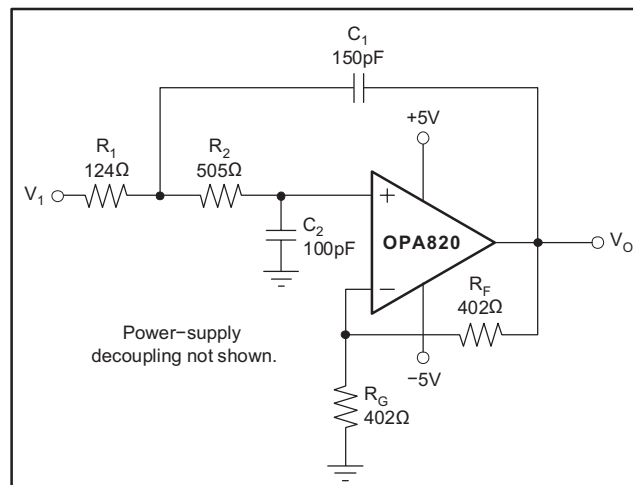 C1
150pF
+5V
R1
124Ω
R2
505Ω
V1
+
C2
100pF
OPA820
VO
−
RF
402Ω
Power−supply
decoupling not shown.
−5V
RG
402Ω